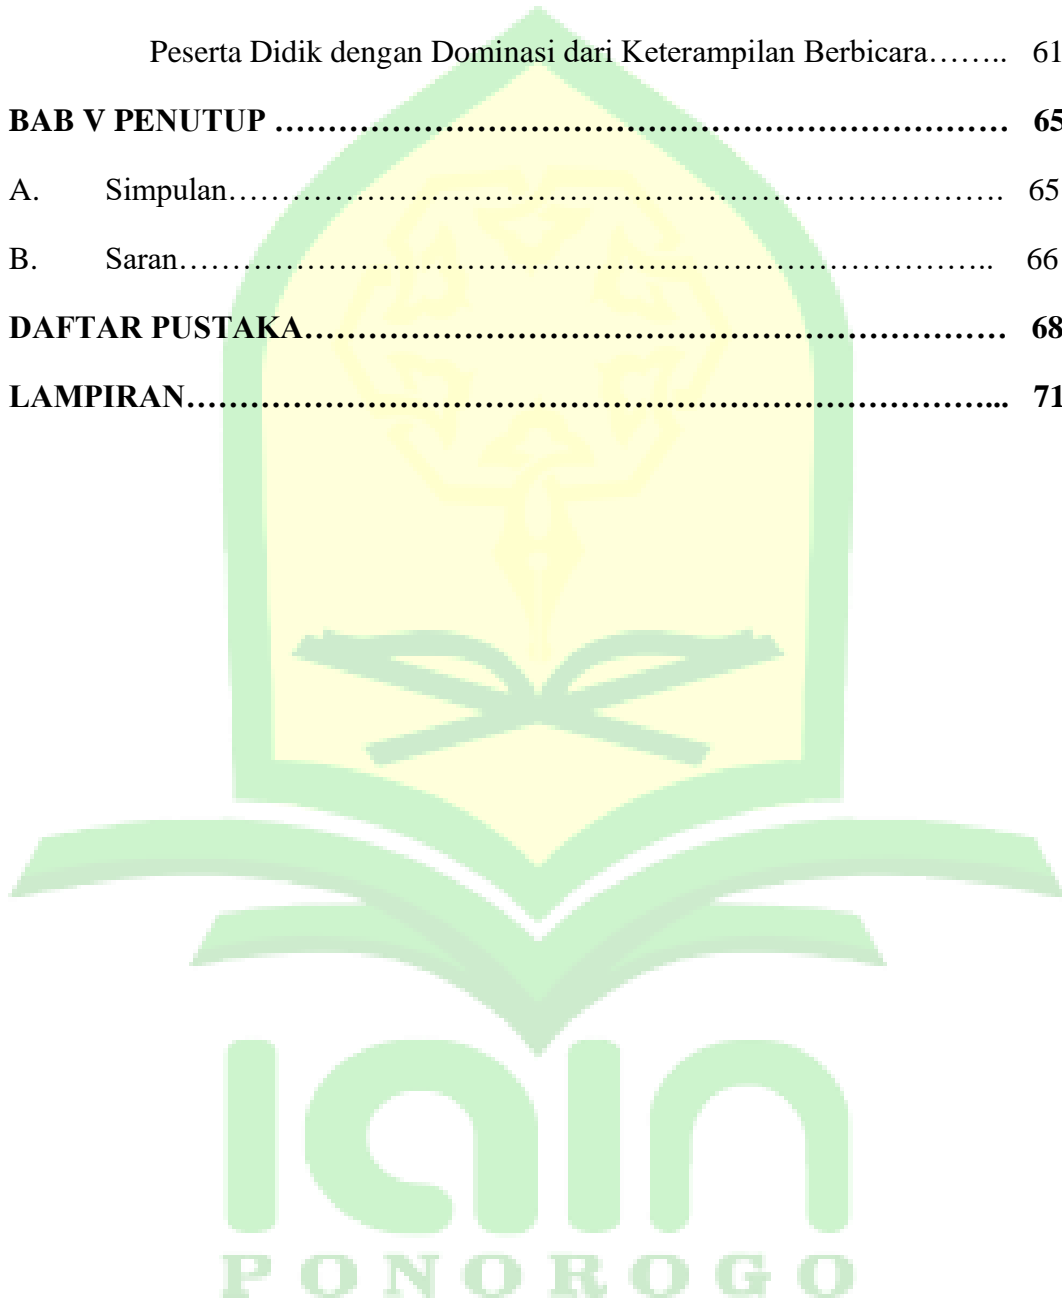 Peserta Didik dengan Dominasi dari Keterampilan Berbicara…….. 61
BAB V PENUTUP …………………………………………………………… 65
A. Simpulan………………………………………………………………. 65
B. Saran………………………………………………………………….. 66
DAFTAR PUSTAKA………………………………………………………… 68
LAMPIRAN…………………………………………………………………... 71
iain
PONOROGO